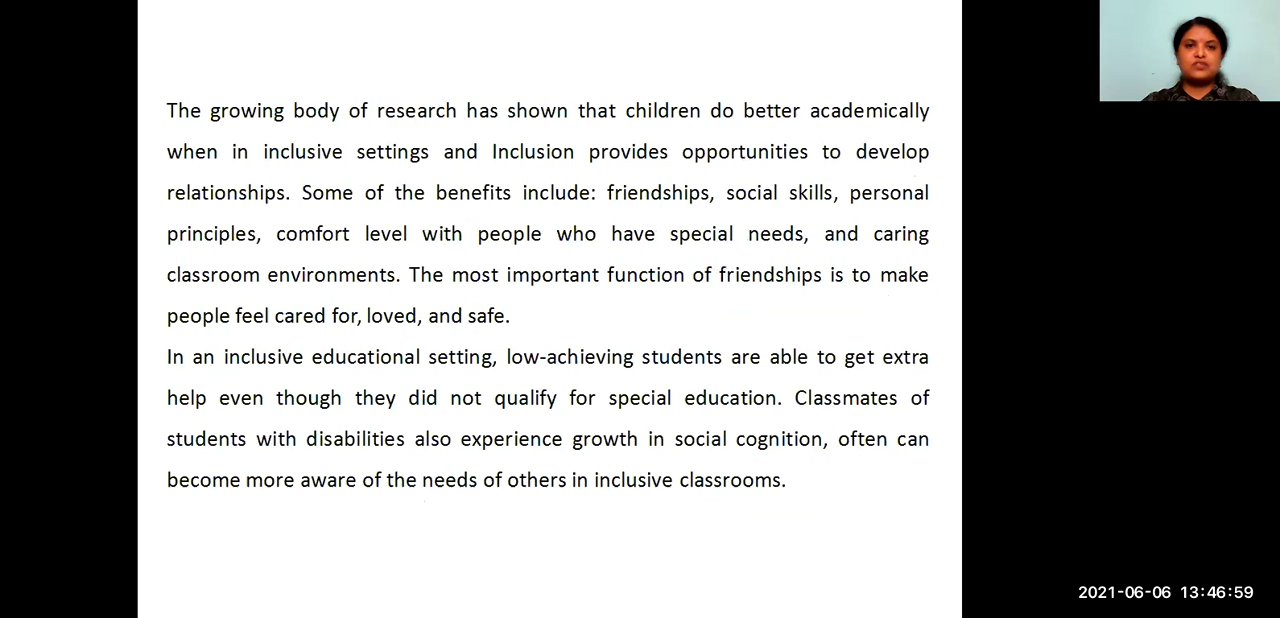 The growing body of research has shown that children do better academically
when in inclusive settings and Inclusion provides opportunities to develop
relationships. Some of the benefits include: friendships, social skills, personal
principles, comfort level with people who have special needs, and caring
classroom environments. The most important function of friendships is to make
people feel cared for, loved, and safe.
In an inclusive educational setting, low-achieving students are able to get extra
help even though they did not qualify for special education. Classmates of
students with disabilities also experience growth in social cognition, often can
become more aware of the needs of others in inclusive classrooms.
2021-06-06 13:46:59